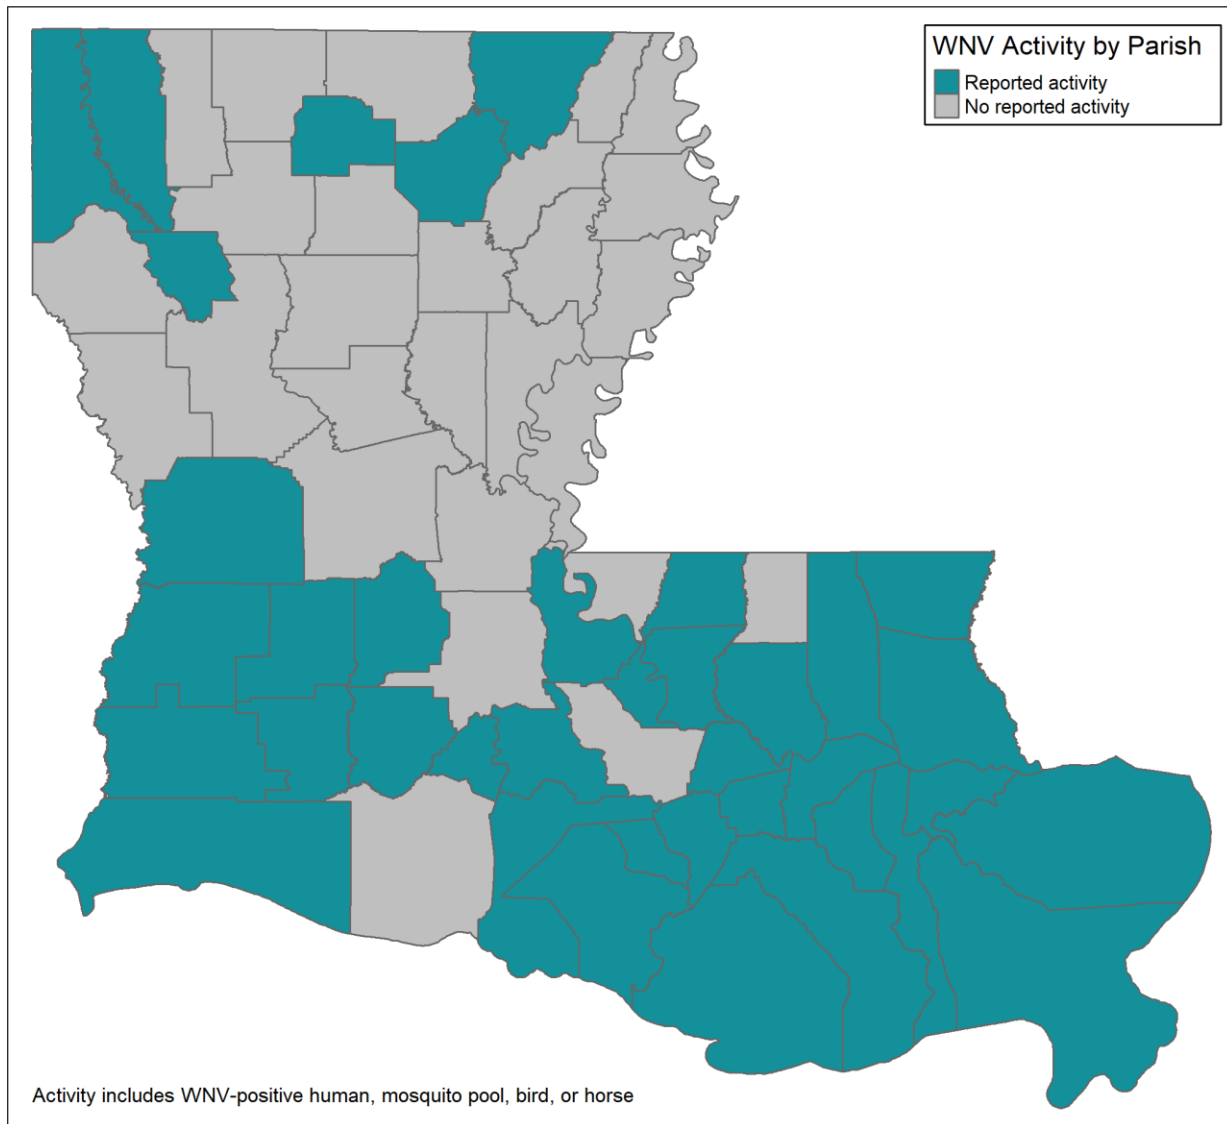 WNV Activity by Parish
Reported activity
No reported activity
Activity includes WNV-positive human, mosquito pool, bird, or horse